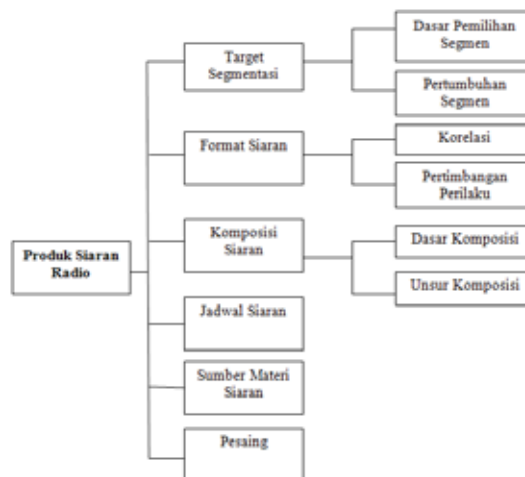 Produk Siaran
Radio
Target
Segmentasi
Dasar Pemilihan
Segmen
Pertumbuhan
Segmen
Format Siaran
Korelasi
Pertimbangan
Perilaku
Komposisi
Siaran
Dasar Komposisi
Unsur Komposisi
Jadwal Siaran
Sumber Materi
Siaran
Pesaing